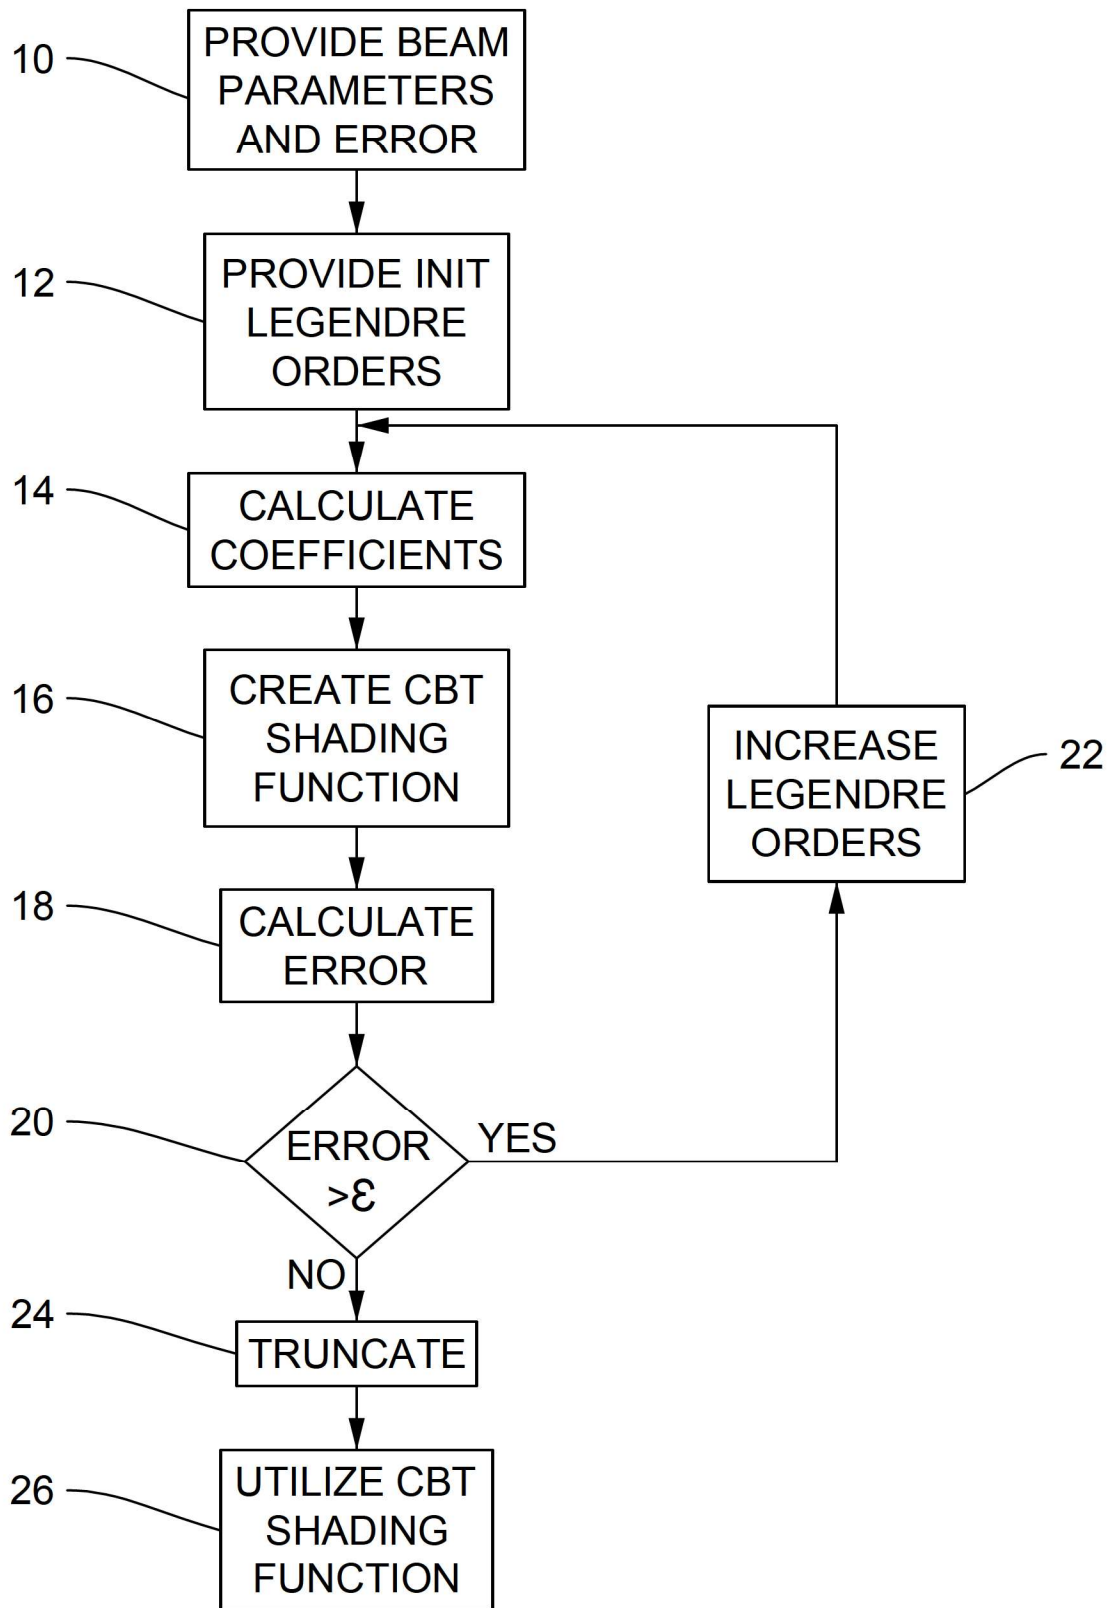 10
PROVIDE BEAM
PARAMETERS
AND ERROR
12
PROVIDE INIT
LEGENDRE
ORDERS
14
CALCULATE
COEFFICIENTS
16
CREATE CBT
SHADING
FUNCTION
INCREASE
LEGENDRE
ORDERS
22
18
CALCULATE
ERROR
20
ERROR
>ε
YES
NO
24
TRUNCATE
26
UTILIZE CBT
SHADING
FUNCTION